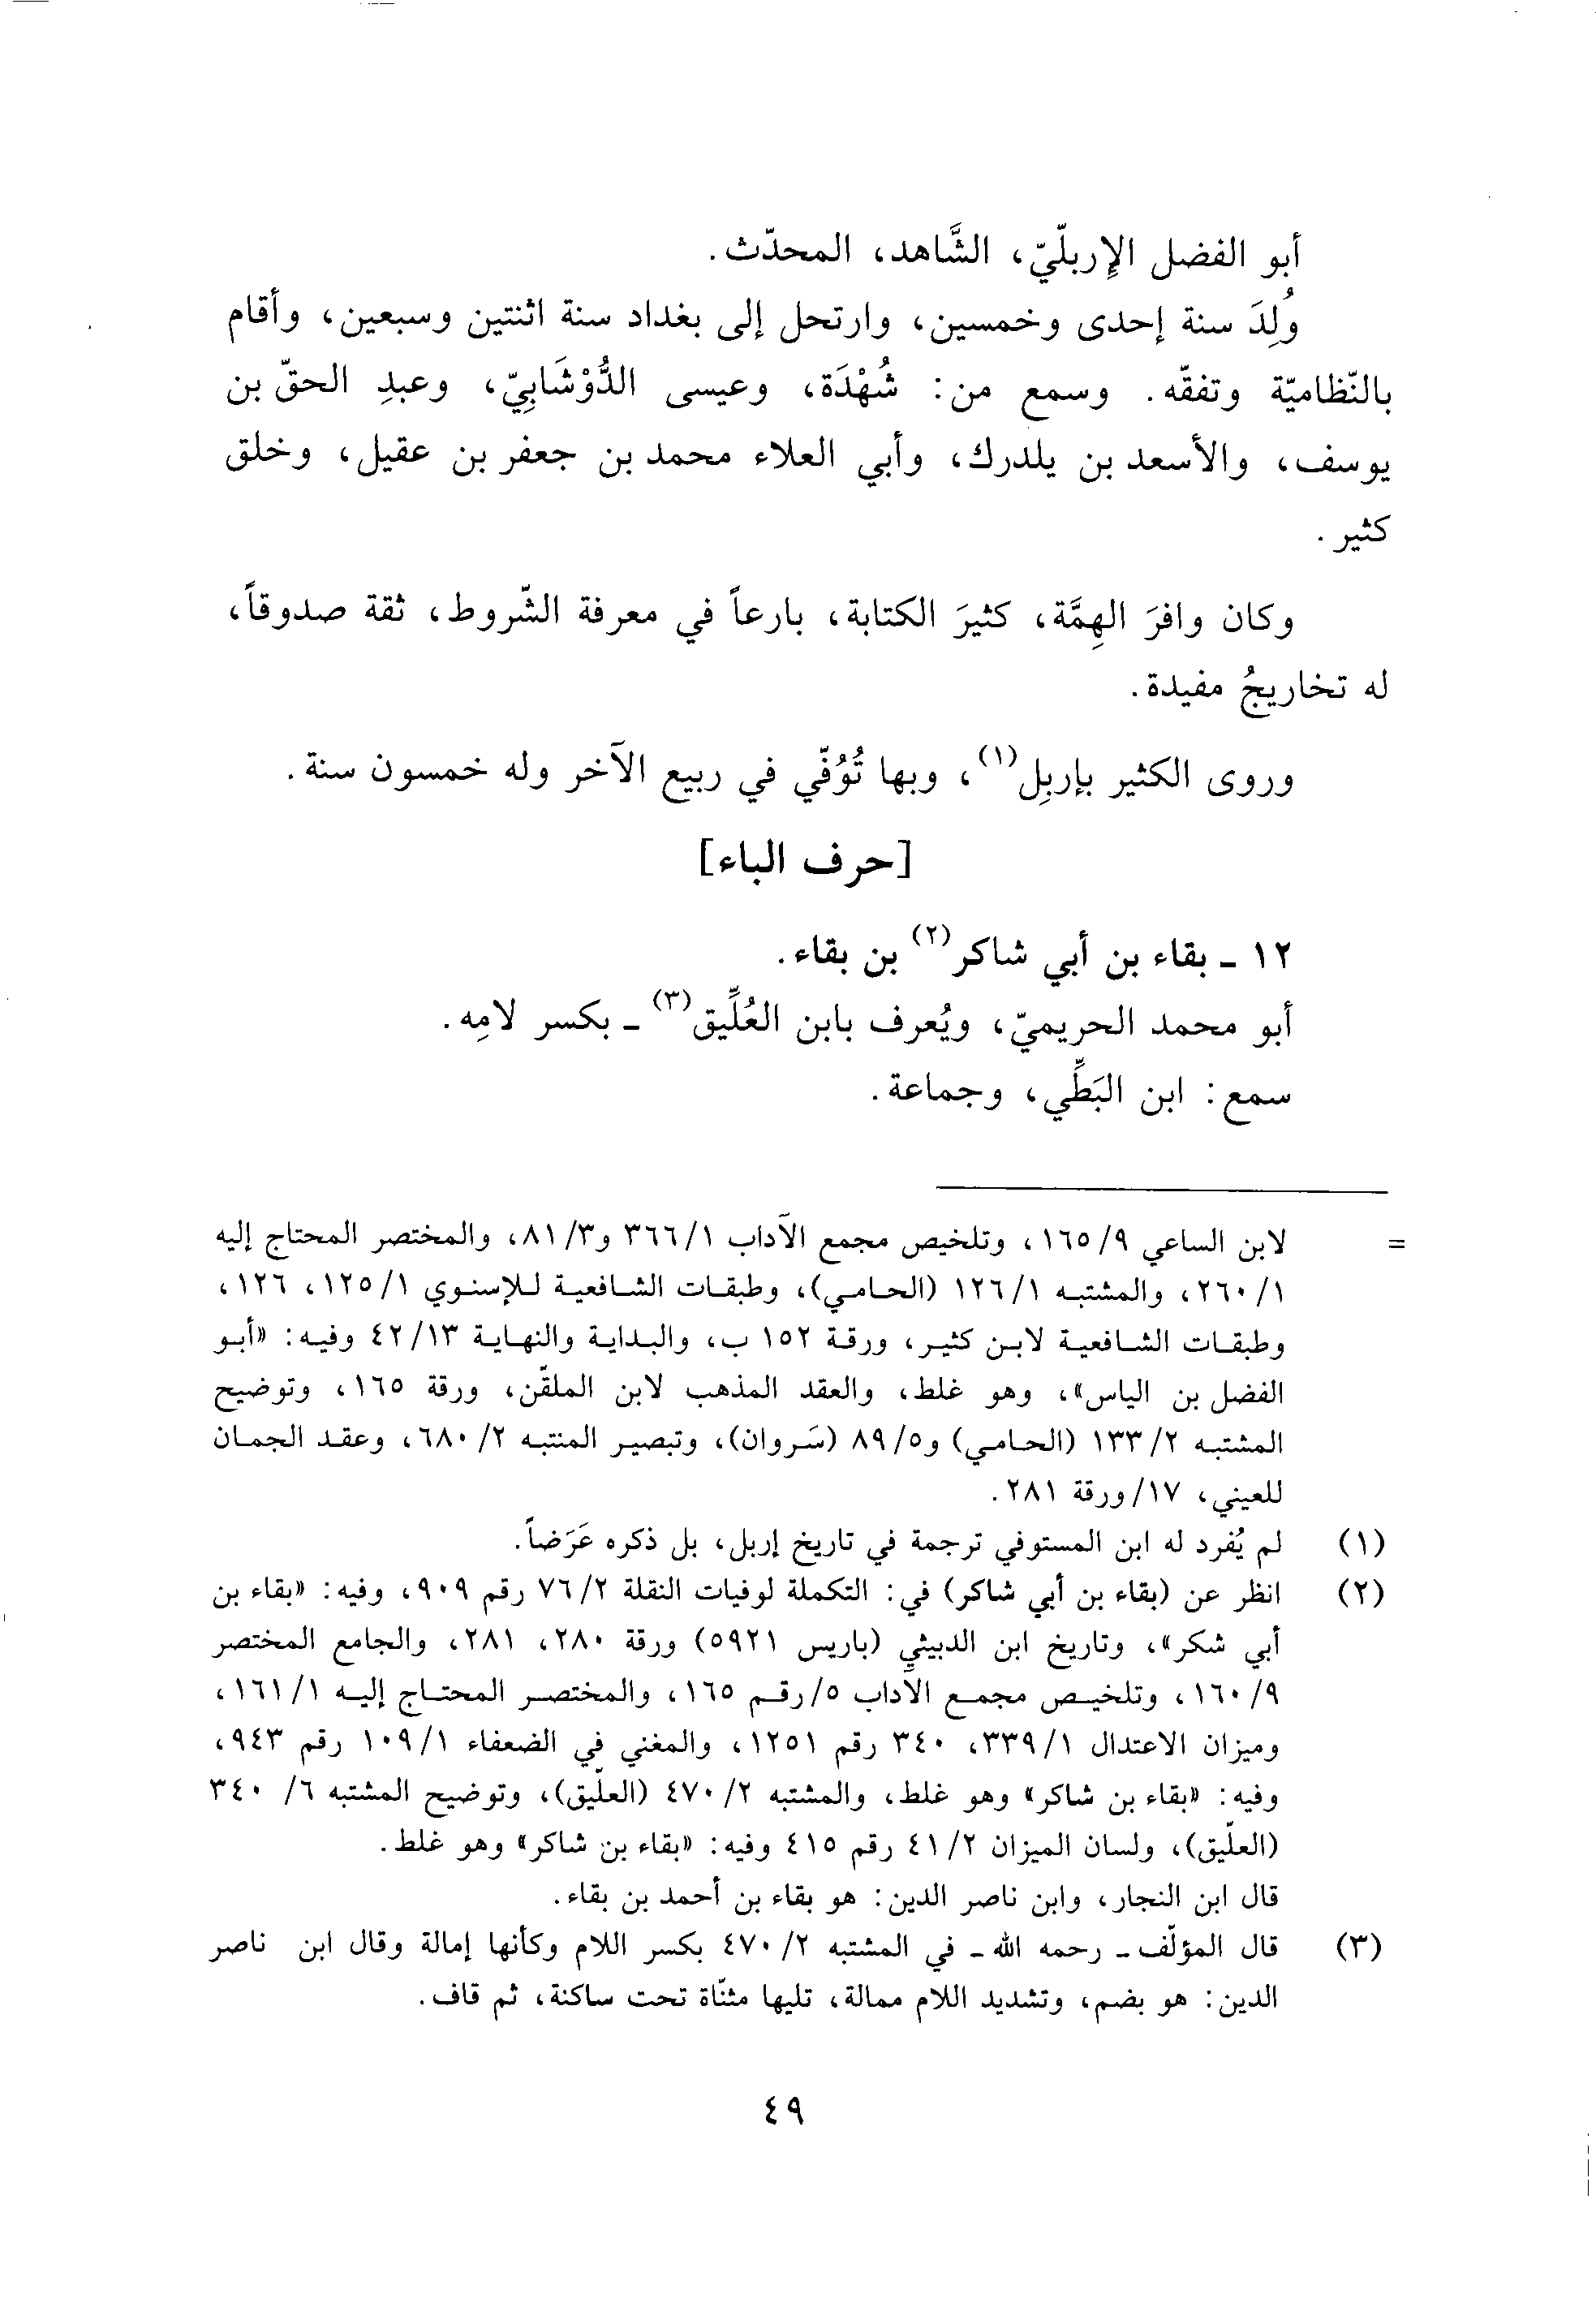 أبو الفضل الإربلّيّ، الشَّاهد، المحدّث.
وُلِدَ سنة إحدى وخمسين، وارتحل إلى بغداد سنة اثنتين وسبعين، وأقام
بالنّظاميّة وتفقّه. وسمع من: شُهْدَة، وعيسى الدُّوْشَابِيّ، وعبدِ الحقّ بن
يوسف، والأسعد بن يلدرك، وأبي العلاء محمد بن جعفر بن عقيل، وخلق
كثير.
وكان وافرَ الهِمَّة، كثيرَ الكتابة، بارعاً في معرفة الشّروط، ثقة صدوقاً،
له تخاريجُ مفيدة.
وروى الكثير بإربِل(١)، وبها تُوُفّي في ربيع الآخر وله خمسون سنة.
[حرف الباء]
١٢ - بقاء بن أبي شاكر(٢) بن بقاء.
أبو محمد الحريميّ، ويُعرف بابن العُلِّيق(٣) - بكسر لامِه.
سمع: ابن البَطِّي، وجماعة.
= لابن الساعي ٩/ ١٦٥، وتلخيص مجمع الآداب ١/ ٣٦٦ و٣/ ٨١، والمختصر المحتاج إليه
١/ ٢٦٠، والمشتبه ١/ ١٢٦ (الحامي)، وطبقات الشافعية للإسنوي ١/ ١٢٥، ١٢٦،
وطبقات الشافعية لابن كثير، ورقة ١٥٢ ب، والبداية والنهاية ١٣/ ٤٢ وفيه: «أبو
الفضل بن الياس»، وهو غلط، والعقد المذهب لابن الملقّن، ورقة ١٦٥، وتوضيح
المشتبه ٢/ ١٣٣ (الحامي) و٥/ ٨٩ (سَروان)، وتبصير المنتبه ٢/ ٦٨٠، وعقد الجمان
للعيني، ١٧/ ورقة ٢٨١.
(١) لم يُفرد له ابن المستوفي ترجمة في تاريخ إربل، بل ذكره عَرَضاً.
(٢) انظر عن (بقاء بن أبي شاكر) في: التكملة لوفيات النقلة ٢/ ٧٦ رقم ٩٠٩، وفيه: «بقاء بن
أبي شكر»، وتاريخ ابن الدبيثي (باريس ٥٩٢١) ورقة ٢٨٠، ٢٨١، والجامع المختصر
٩/ ١٦٠، وتلخيص مجمع الآداب ٥/ رقم ١٦٥، والمختصر المحتاج إليه ١/ ١٦١،
وميزان الاعتدال ١/ ٣٣٩، ٣٤٠ رقم ١٢٥١، والمغني في الضعفاء ١/ ١٠٩ رقم ٩٤٣،
وفيه: «بقاء بن شاكر» وهو غلط، والمشتبه ٢/ ٤٧٠ (العلّيق)، وتوضيح المشتبه ٦/ ٣٤٠
(العلّيق)، ولسان الميزان ٢/ ٤١ رقم ٤١٥ وفيه: «بقاء بن شاكر» وهو غلط.
قال ابن النجار، وابن ناصر الدين: هو بقاء بن أحمد بن بقاء.
(٣) قال المؤلّف - رحمه الله - في المشتبه ٢/ ٤٧٠ بكسر اللام وكأنها إمالة وقال ابن ناصر
الدين: هو بضم، وتشديد اللام ممالة، تليها مثنّاة تحت ساكنة، ثم قاف.
٤٩